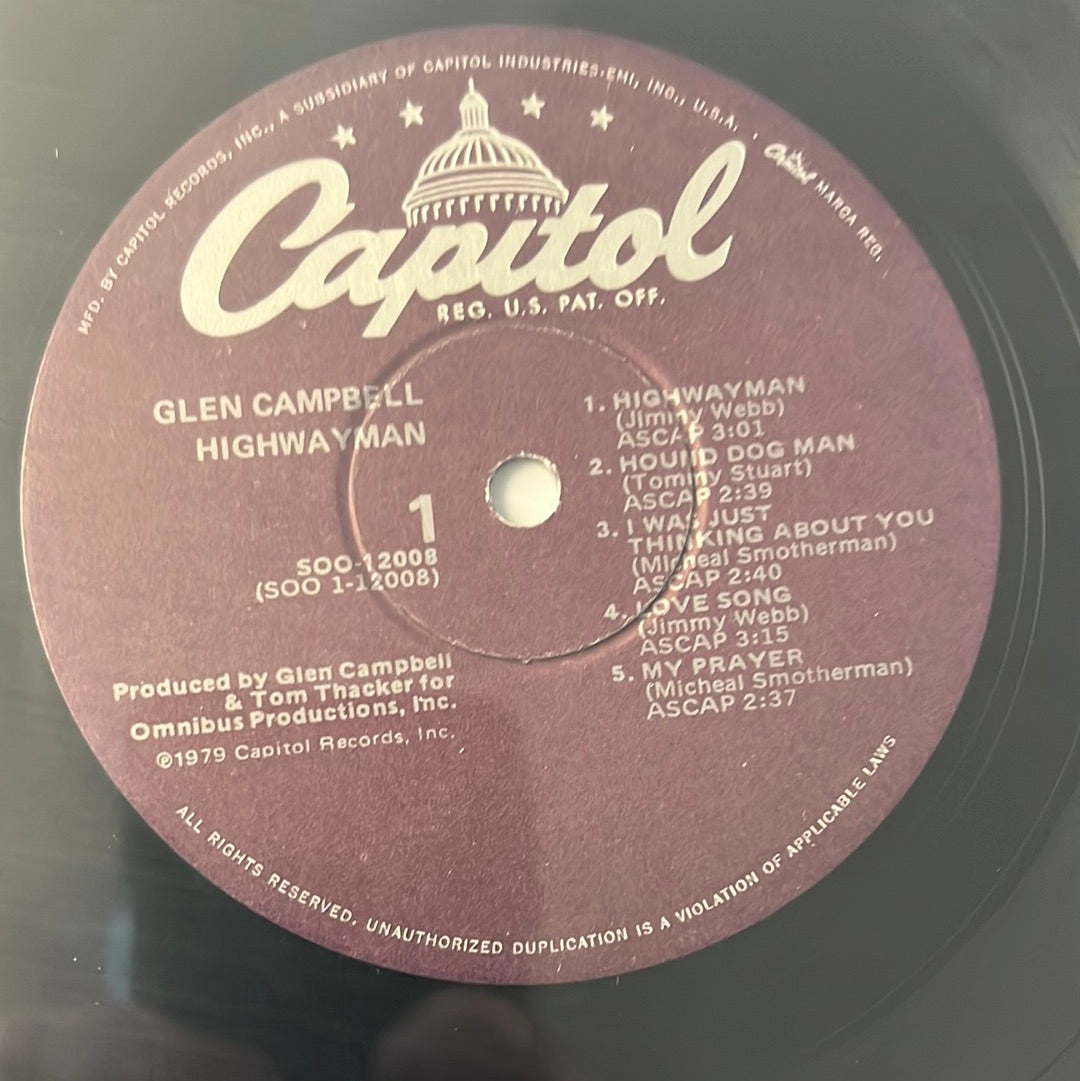 MFD. BY CAPITOL RECORDS, INC., A SUBSIDIARY OF CAPITOL INDUSTRIES-EMI, INC., U.S.A. · Capitol MARCA REG.
Capitol
REG. U.S. PAT. OFF.
GLEN CAMPBELL
HIGHWAYMAN
1
SOO-12008
(SOO 1-12008)
Produced by Glen Campbell
& Tom Thacker for
Omnibus Productions, Inc.
℗1979 Capitol Records, Inc.
1. HIGHWAYMAN
(Jimmy Webb)
ASCAP 3:01
2. HOUND DOG MAN
(Tommy Stuart)
ASCAP 2:39
3. I WAS JUST
THINKING ABOUT YOU
(Micheal Smotherman)
ASCAP 2:40
4. LOVE SONG
(Jimmy Webb)
ASCAP 3:15
5. MY PRAYER
(Micheal Smotherman)
ASCAP 2:37
ALL RIGHTS RESERVED. UNAUTHORIZED DUPLICATION IS A VIOLATION OF APPLICABLE LAWS